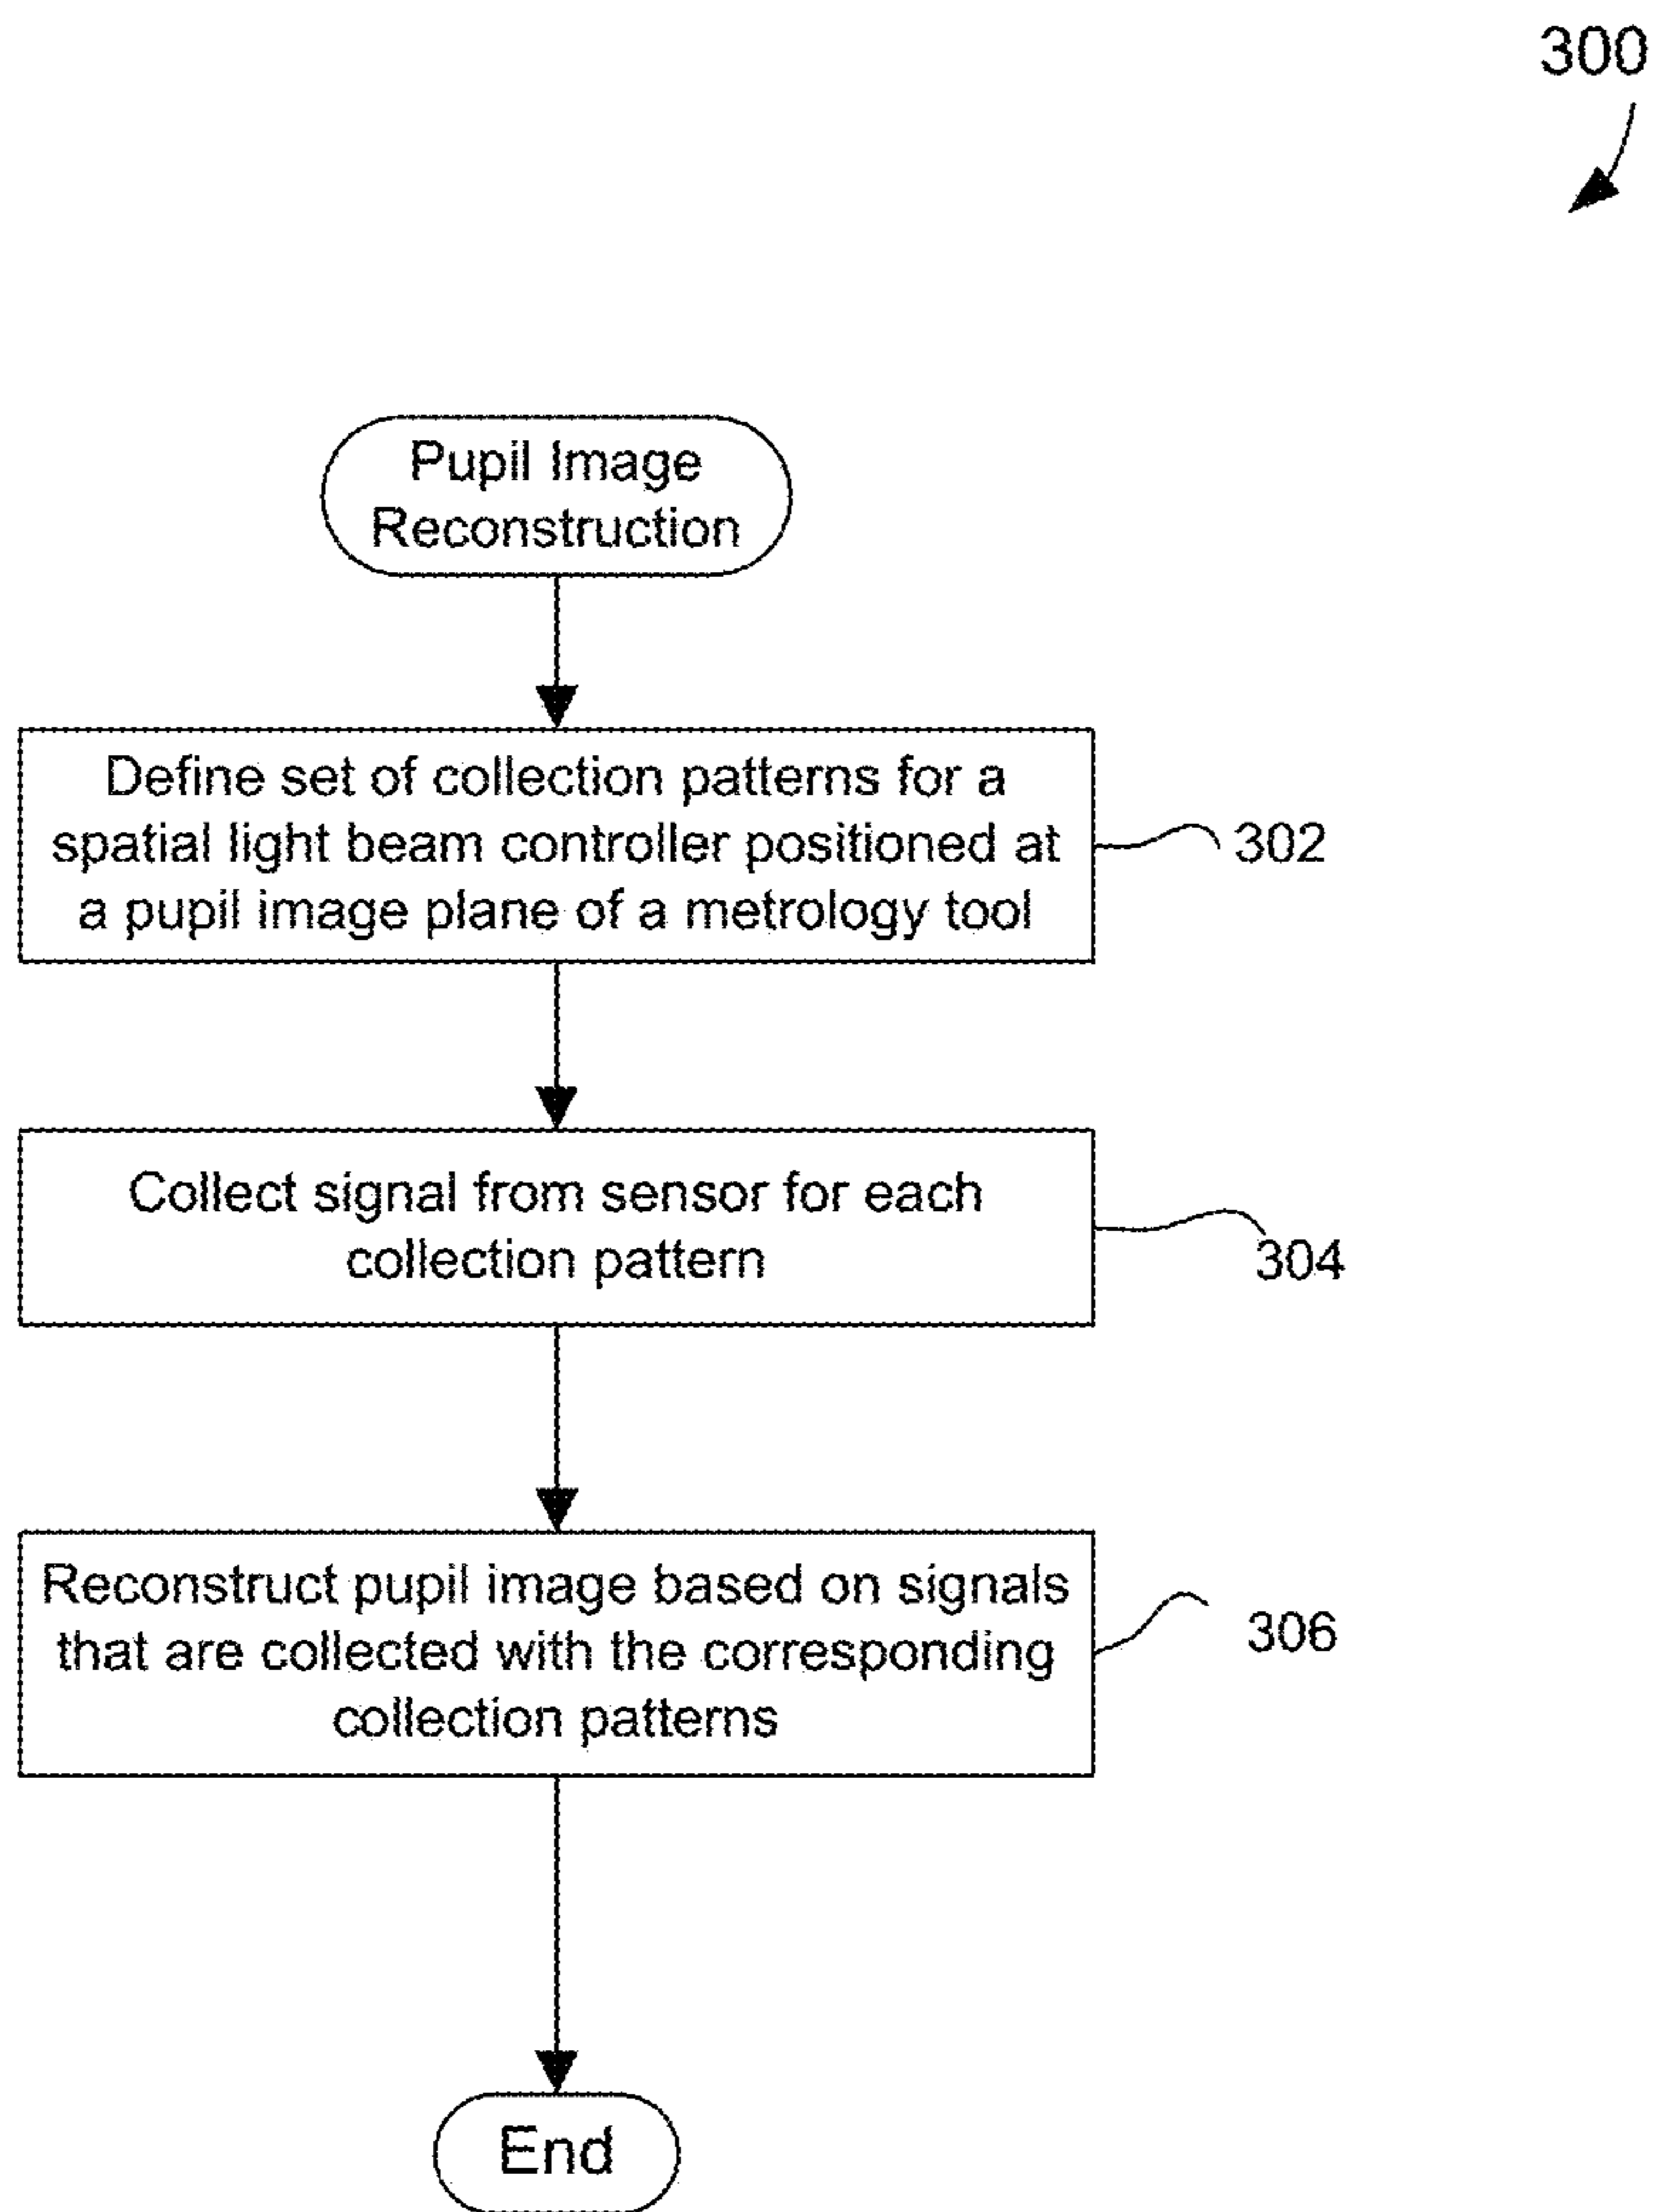 300
Pupil Image
Reconstruction
Define set of collection patterns for a
spatial light beam controller positioned at
a pupil image plane of a metrology tool
302
Collect signal from sensor for each
collection pattern
304
Reconstruct pupil image based on signals
that are collected with the corresponding
collection patterns
306
End